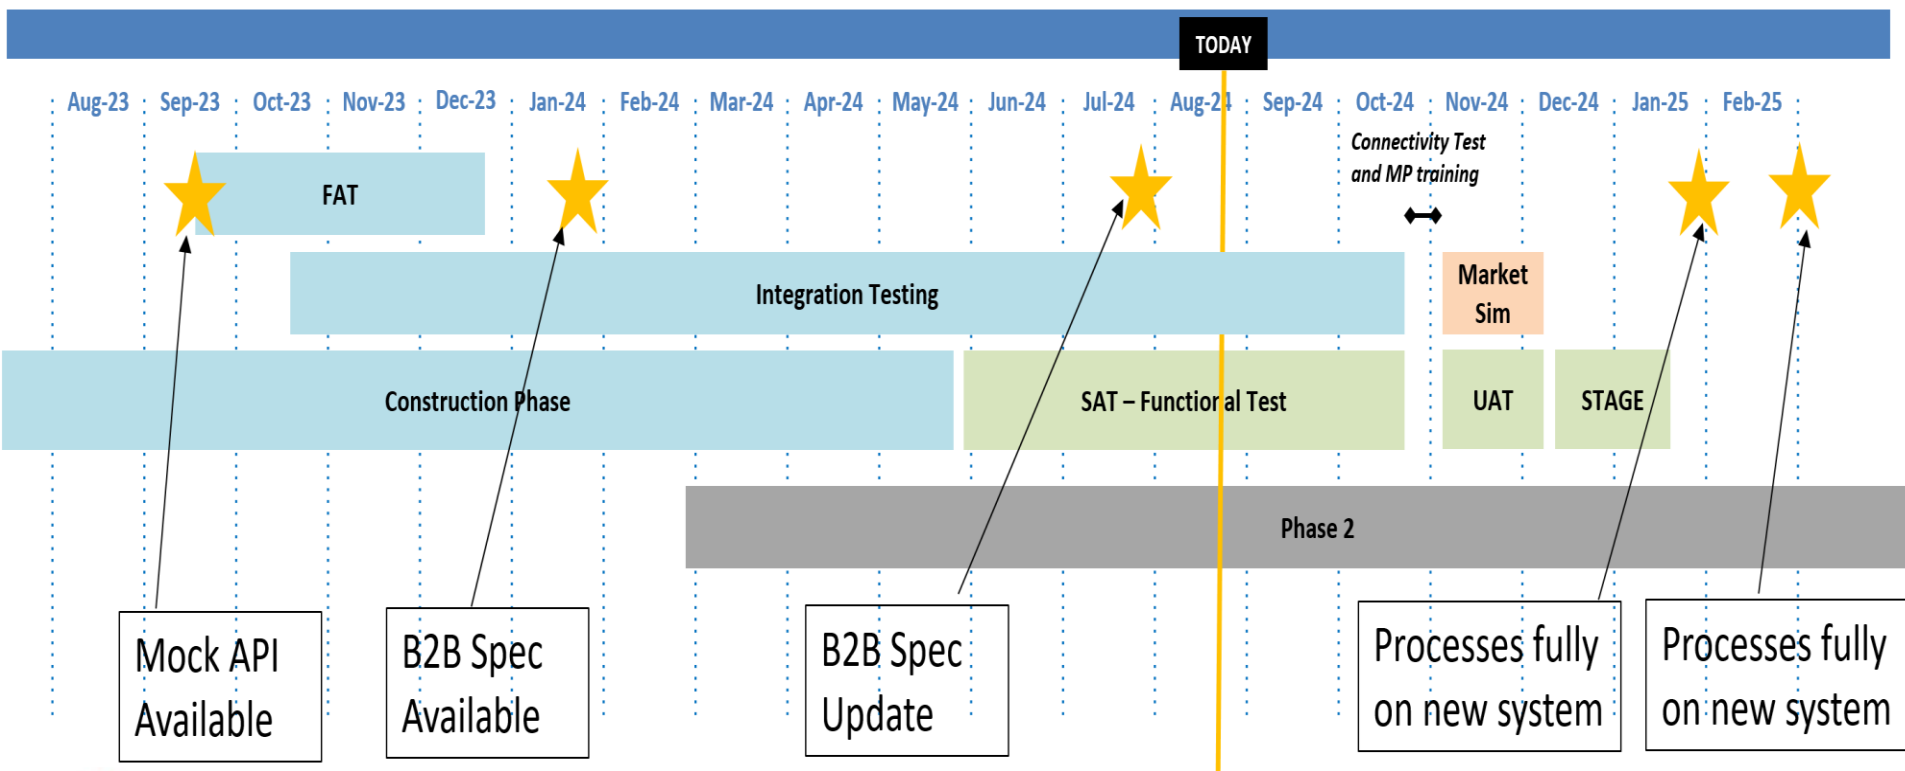 TODAY
Aug-23 Sep-23 Oct-23 Nov-23 Dec-23 Jan-24 Feb-24 Mar-24 Apr-24 May-24 Jun-24 Jul-24 Aug-24 Sep-24 Oct-24 Nov-24 Dec-24 Jan-25 Feb-25
Connectivity Test
and MP training
FAT
Integration Testing
Market
Sim
Construction Phase
SAT – Functional Test
UAT
STAGE
Phase 2
Mock API
Available
B2B Spec
Available
B2B Spec
Update
Processes fully
on new system
Processes fully
on new system